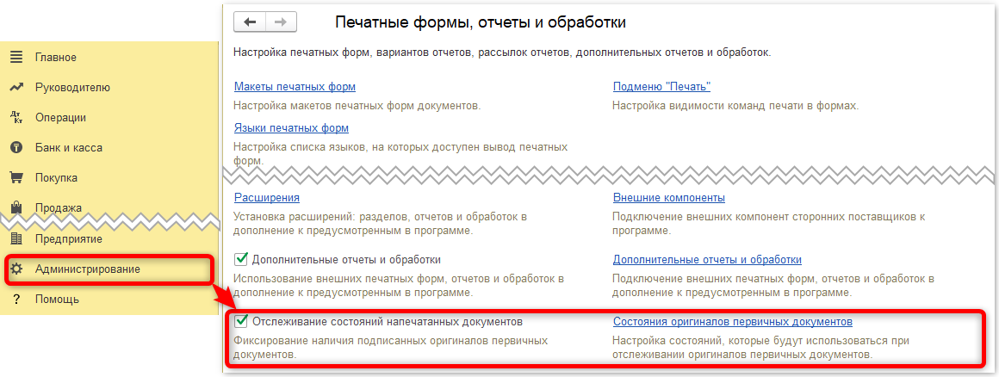 Главное
Руководителю
Дт Кт
Операции
Банк и касса
Покупка
Продажа
Предприятие
Администрирование
? Помощь
Печатные формы, отчеты и обработки
Настройка печатных форм, вариантов отчетов, рассылок отчетов, дополнительных отчетов и обработок.
Макеты печатных форм
Настройка макетов печатных форм документов.
Подменю "Печать"
Настройка видимости команд печати в формах.
Языки печатных форм
Настройка списка языков, на которых доступен вывод печатных
форм.
Расширения
Установка расширений: разделов, отчетов и обработок в
дополнение к предусмотренным в программе.
Внешние компоненты
Подключение внешних компонент сторонних поставщиков к
программе.
Дополнительные отчеты и обработки
Использование внешних печатных форм, отчетов и обработок в
дополнение к предусмотренным в программе.
Дополнительные отчеты и обработки
Подключение внешних печатных форм, отчетов и обработок в
дополнение к предусмотренным в программе.
Отслеживание состояний напечатанных документов
Фиксирование наличия подписанных оригиналов первичных
документов.
Состояния оригиналов первичных документов
Настройка состояний, которые будут использоваться при
отслеживании оригиналов первичных документов.